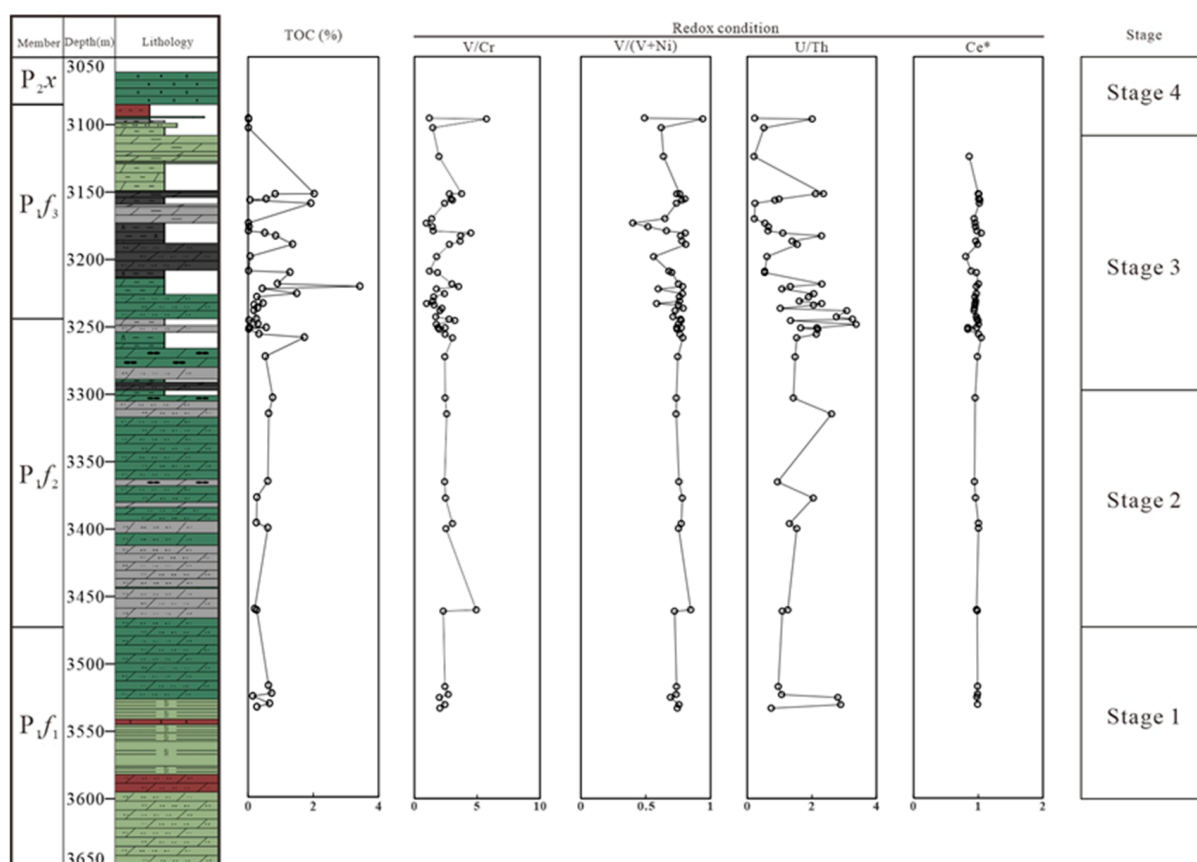 Redox condition
Member Depth(m) Lithology TOC (%) V/Cr V/(V+Ni) U/Th Ce* Stage
3050
P₂x
Stage 4
3100
3150
P₁f₃
3200
Stage 3
3250
3300
3350
P₁f₂
3400
Stage 2
3450
3500
P₁f₁
3550
Stage 1
3600
0 2 4 0 5 10 0 0.5 1 0 2 4 0 1 2
3650